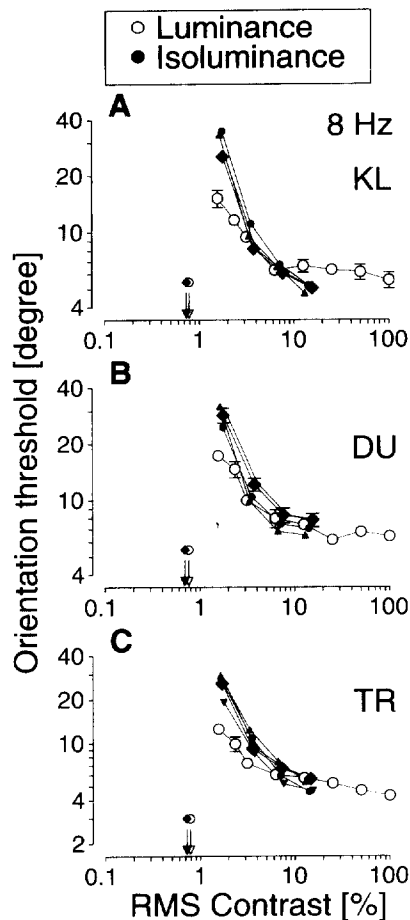 ○ Luminance
● Isoluminance
A
8 Hz
KL
40
20
10
4
0.1 1 10 100
B
DU
40
20
10
4
0.1 1 10 100
C
TR
40
20
10
4
2
0.1 1 10 100
Orientation threshold [degree]
RMS Contrast [%]